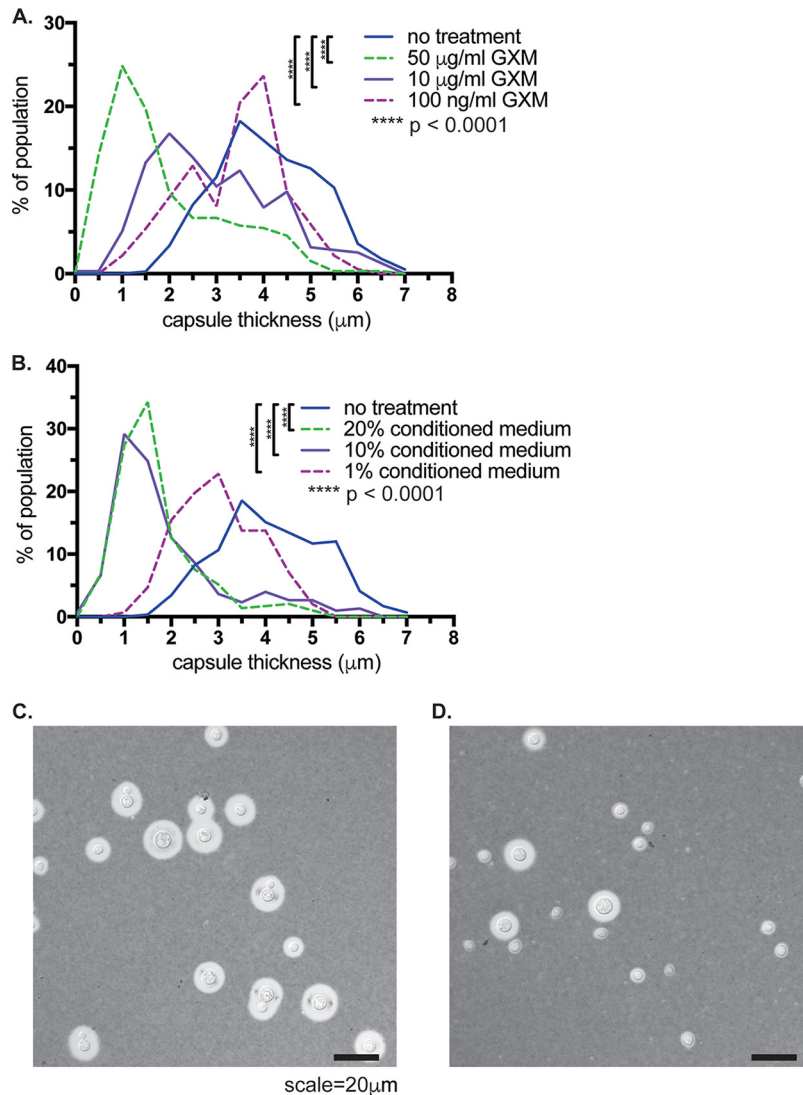 A.
30
20
10
0
% of population
0 1 2 3 4 5 6 7 8
capsule thickness (µm)
**** **** ****
no treatment
50 µg/ml GXM
10 µg/ml GXM
100 ng/ml GXM
**** p < 0.0001
B.
40
30
20
10
0
% of population
0 1 2 3 4 5 6 7 8
capsule thickness (µm)
**** **** ****
no treatment
20% conditioned medium
10% conditioned medium
1% conditioned medium
**** p < 0.0001
C.
D.
scale=20µm